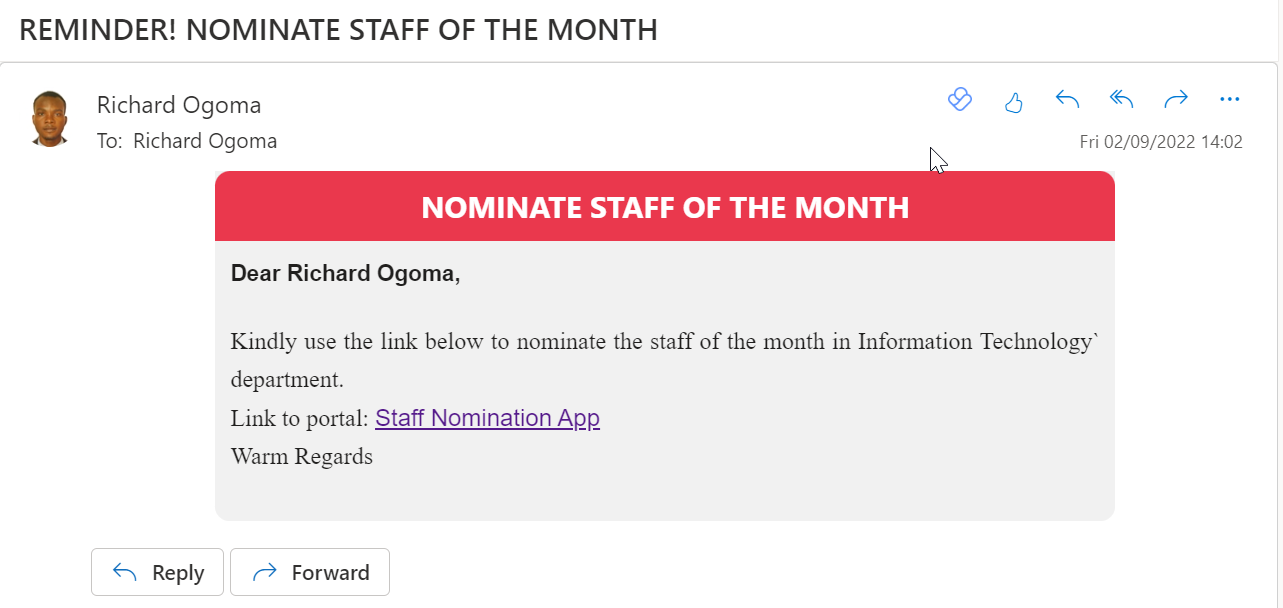 REMINDER! NOMINATE STAFF OF THE MONTH
Richard Ogoma
To: Richard Ogoma
Fri 02/09/2022 14:02
NOMINATE STAFF OF THE MONTH
Dear Richard Ogoma,
Kindly use the link below to nominate the staff of the month in Information Technology`
department.
Link to portal: Staff Nomination App
Warm Regards
Reply
Forward